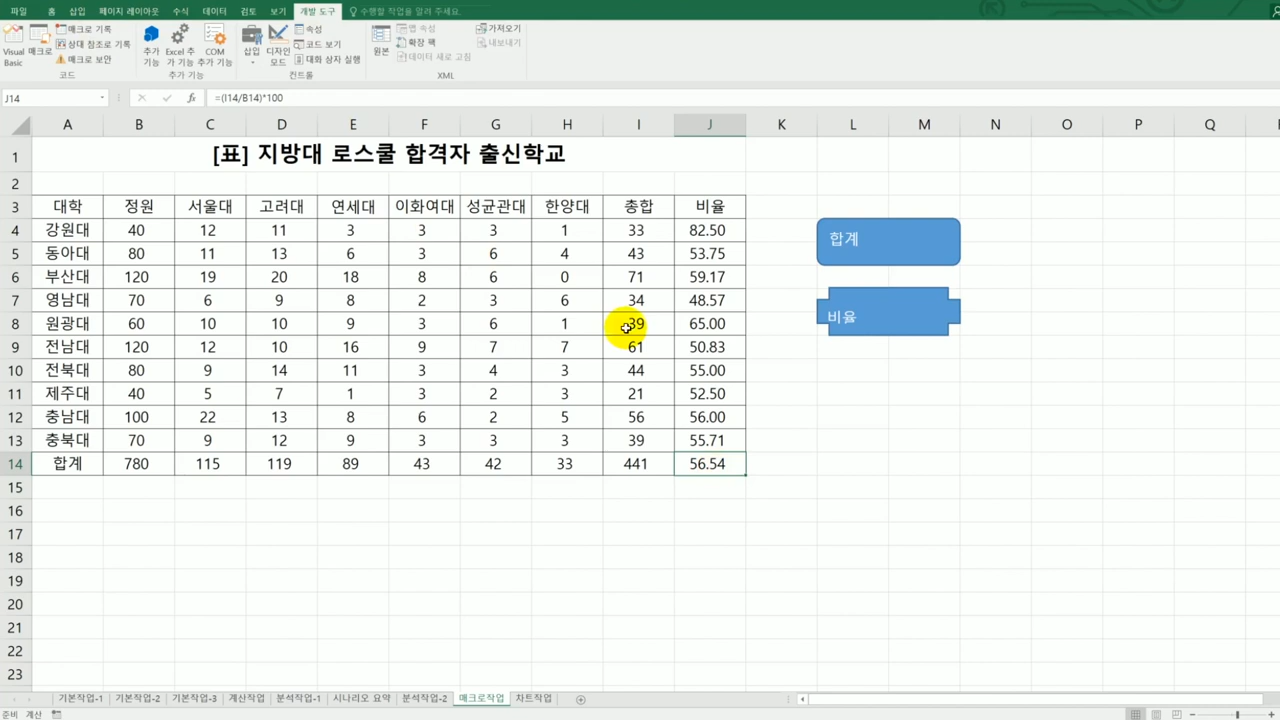 파일 홈 삽입 페이지 레이아웃 수식 데이터 검토 보기 개발 도구 수행할 작업을 알려 주세요.
Visual Basic
매크로
매크로 기록
상대 참조로 기록
매크로 보안
코드
추가 기능
Excel 추가 기능
COM 추가 기능
추가 기능
삽입
디자인 모드
속성
코드 보기
대화 상자 실행
컨트롤
원본
맵 속성
확장 팩
데이터 새로 고침
가져오기
내보내기
XML
J14 fx =(I14/B14)*100
A B C D E F G H I J K L M N O P Q
1 [표] 지방대 로스쿨 합격자 출신학교
2
3 대학 정원 서울대 고려대 연세대 이화여대 성균관대 한양대 총합 비율
4 강원대 40 12 11 3 3 3 1 33 82.50
합계
5 동아대 80 11 13 6 3 6 4 43 53.75
6 부산대 120 19 20 18 8 6 0 71 59.17
7 영남대 70 6 9 8 2 3 6 34 48.57
비율
8 원광대 60 10 10 9 3 6 1 39 65.00
9 전남대 120 12 10 16 9 7 7 61 50.83
10 전북대 80 9 14 11 3 4 3 44 55.00
11 제주대 40 5 7 1 3 2 3 21 52.50
12 충남대 100 22 13 8 6 2 5 56 56.00
13 충북대 70 9 12 9 3 3 3 39 55.71
14 합계 780 115 119 89 43 42 33 441 56.54
15
16
17
18
19
20
21
22
23
기본작업-1 기본작업-2 기본작업-3 계산작업 분석작업-1 시나리오 요약 분석작업-2 매크로작업 차트작업
준비 계산